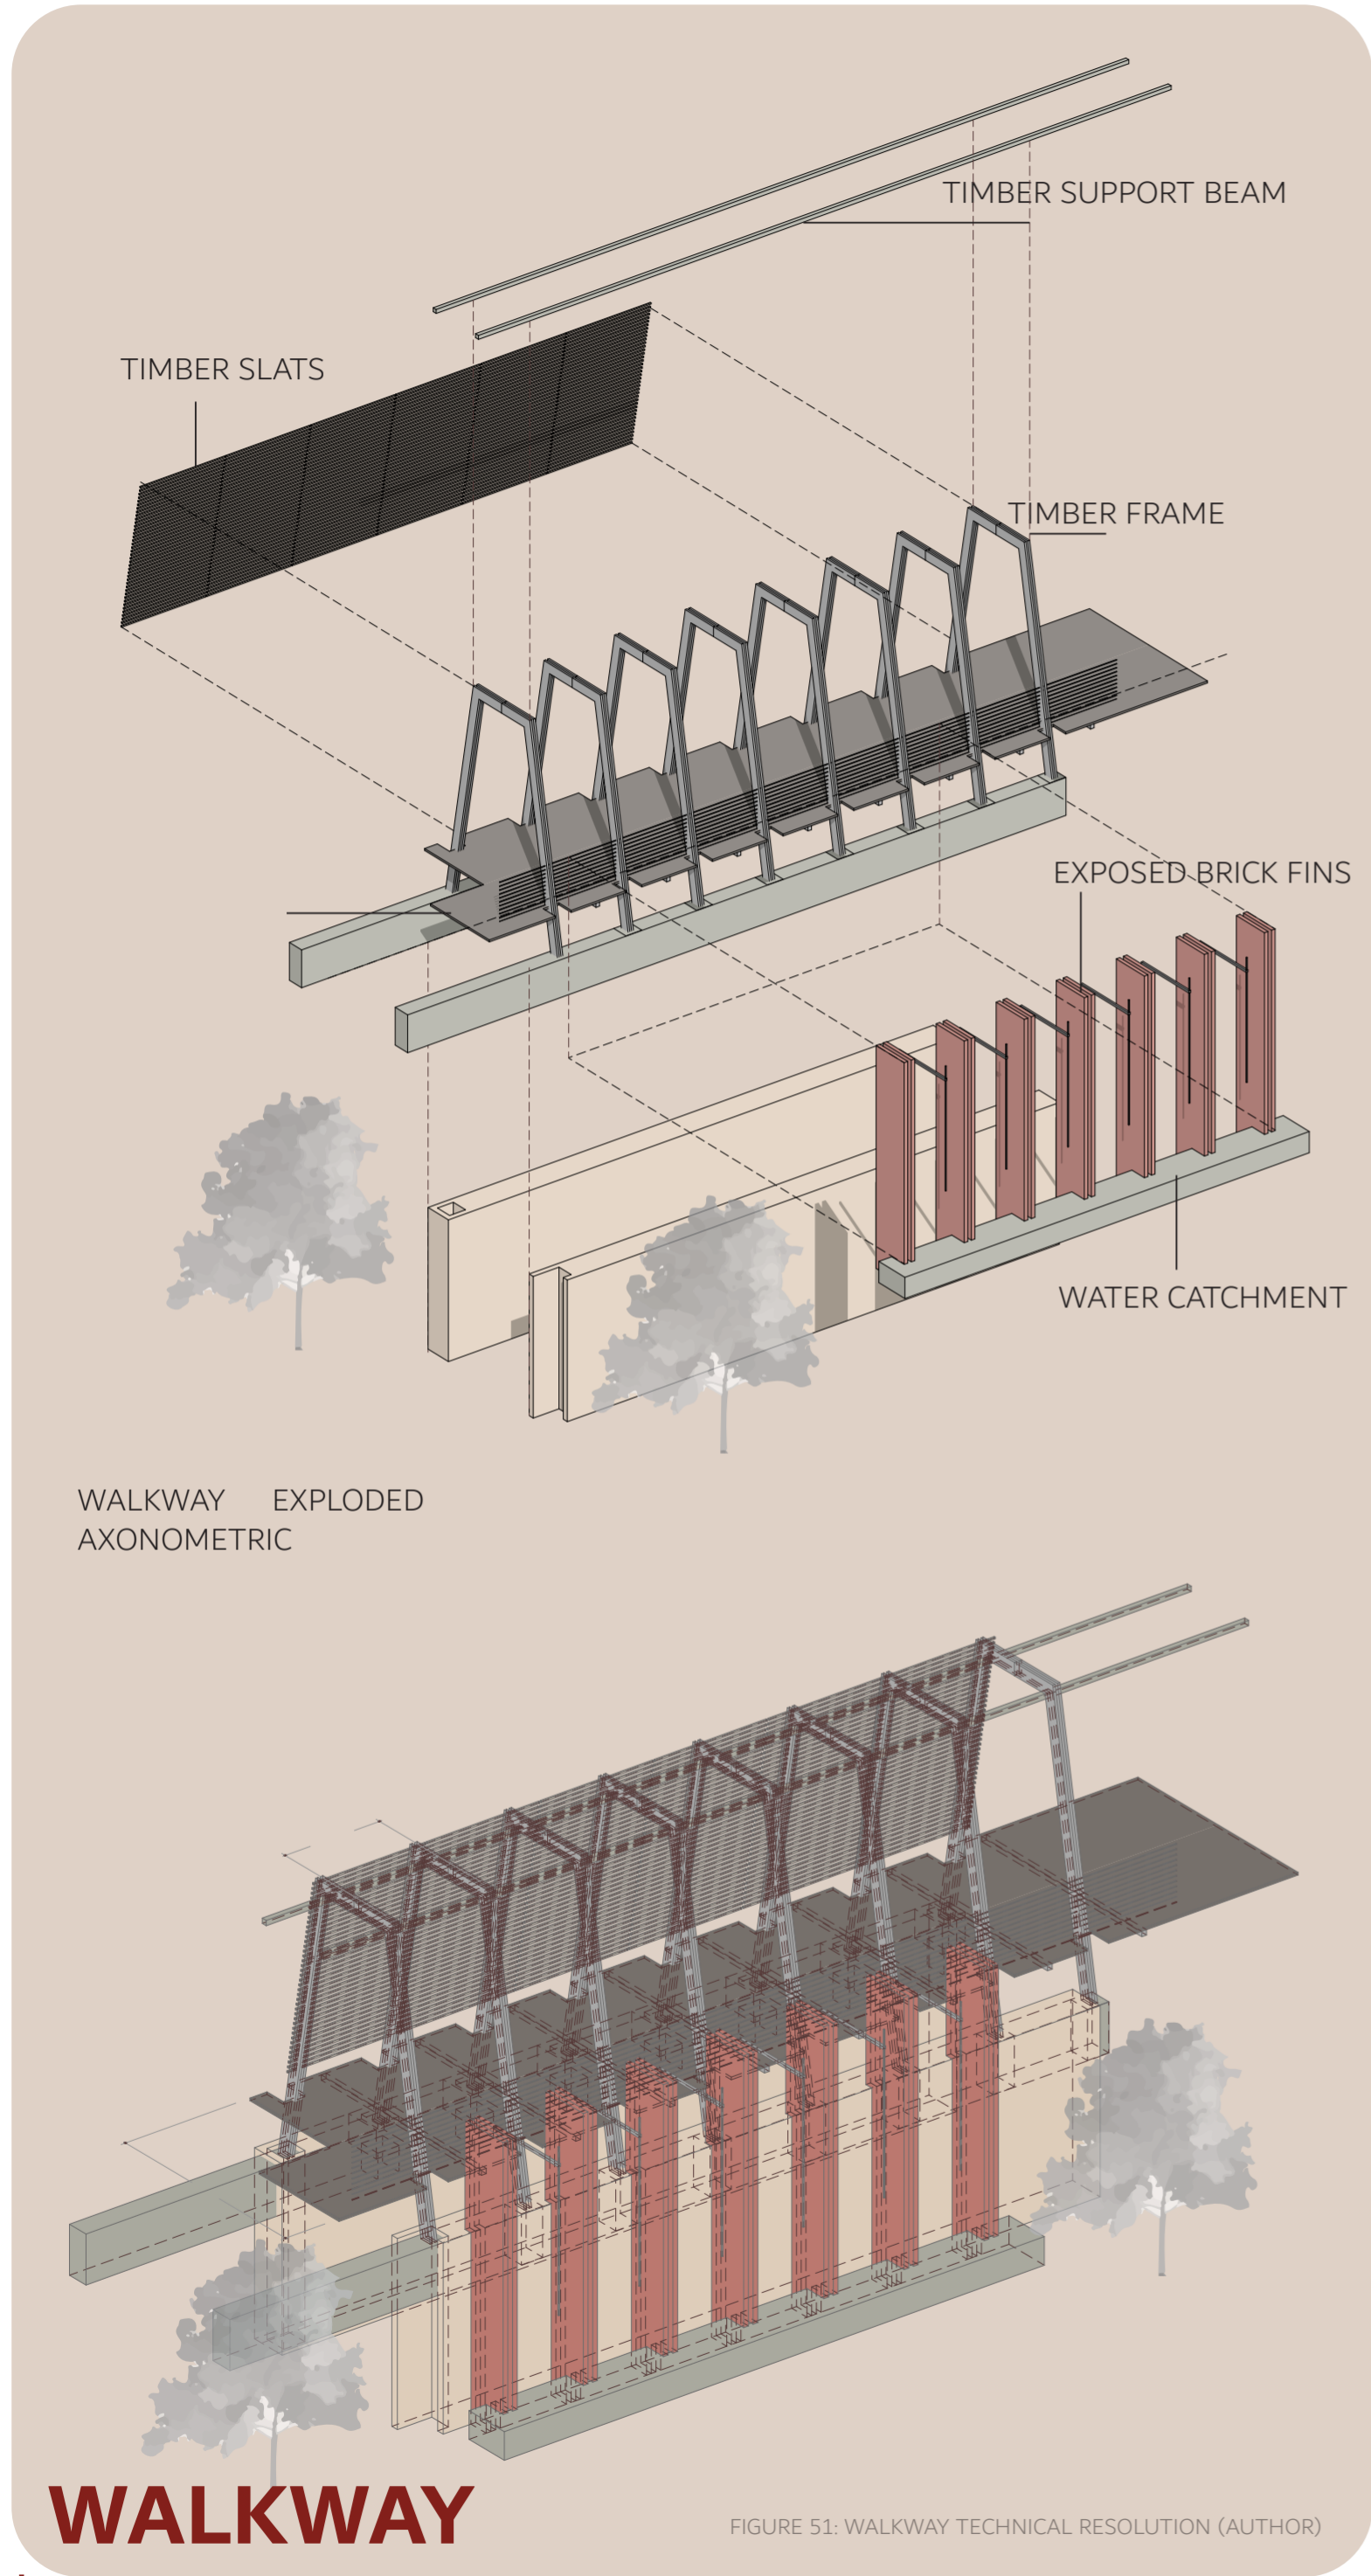 TIMBER SUPPORT BEAM
TIMBER SLATS
TIMBER FRAME
EXPOSED BRICK FINS
WATER CATCHMENT
WALKWAY EXPLODED
AXONOMETRIC
WALKWAY
FIGURE 51: WALKWAY TECHNICAL RESOLUTION (AUTHOR)